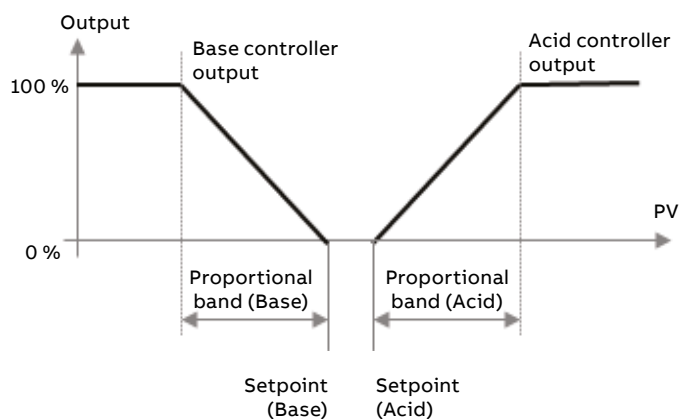 Output
Base controller
output
Acid controller
output
100 %
PV
0 %
Proportional
band (Base)
Proportional
band (Acid)
Setpoint
(Base)
Setpoint
(Acid)